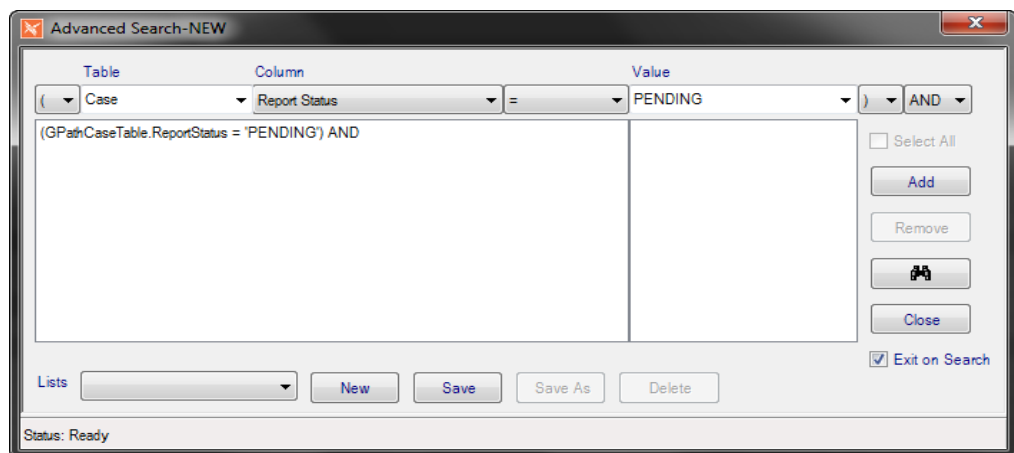 Advanced Search-NEW
Table Column Value
( Case Report Status = PENDING ) AND
(GPathCaseTable.ReportStatus = 'PENDING') AND
Select All
Add
Remove
Close
Exit on Search
Lists New Save Save As Delete
Status: Ready